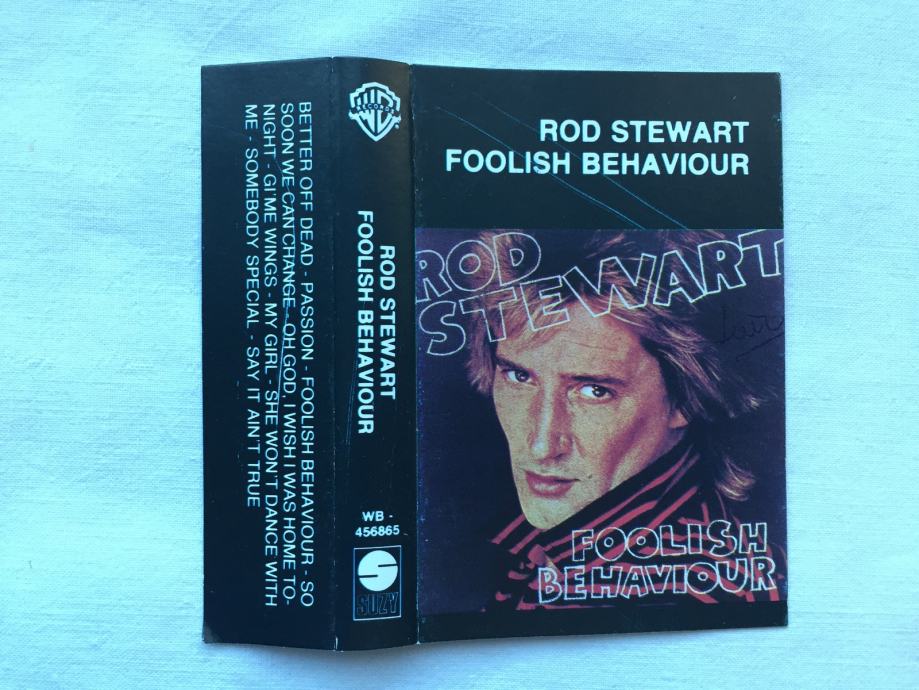 BETTER OFF DEAD - PASSION - FOOLISH BEHAVIOUR - SO
SOON WE CAN CHANGE - OH GOD, I WISH I WAS HOME TO-
NIGHT - GI'ME WINGS - MY GIRL - SHE WON'T DANCE WITH
ME - SOMEBODY SPECIAL - SAY IT AIN'T TRUE
WB
RECORDS
ROD STEWART
FOOLISH BEHAVIOUR
WB -
456865
SUZY
ROD STEWART
FOOLISH BEHAVIOUR
ROD
STEWART
FOOLISH
BEHAVIOUR